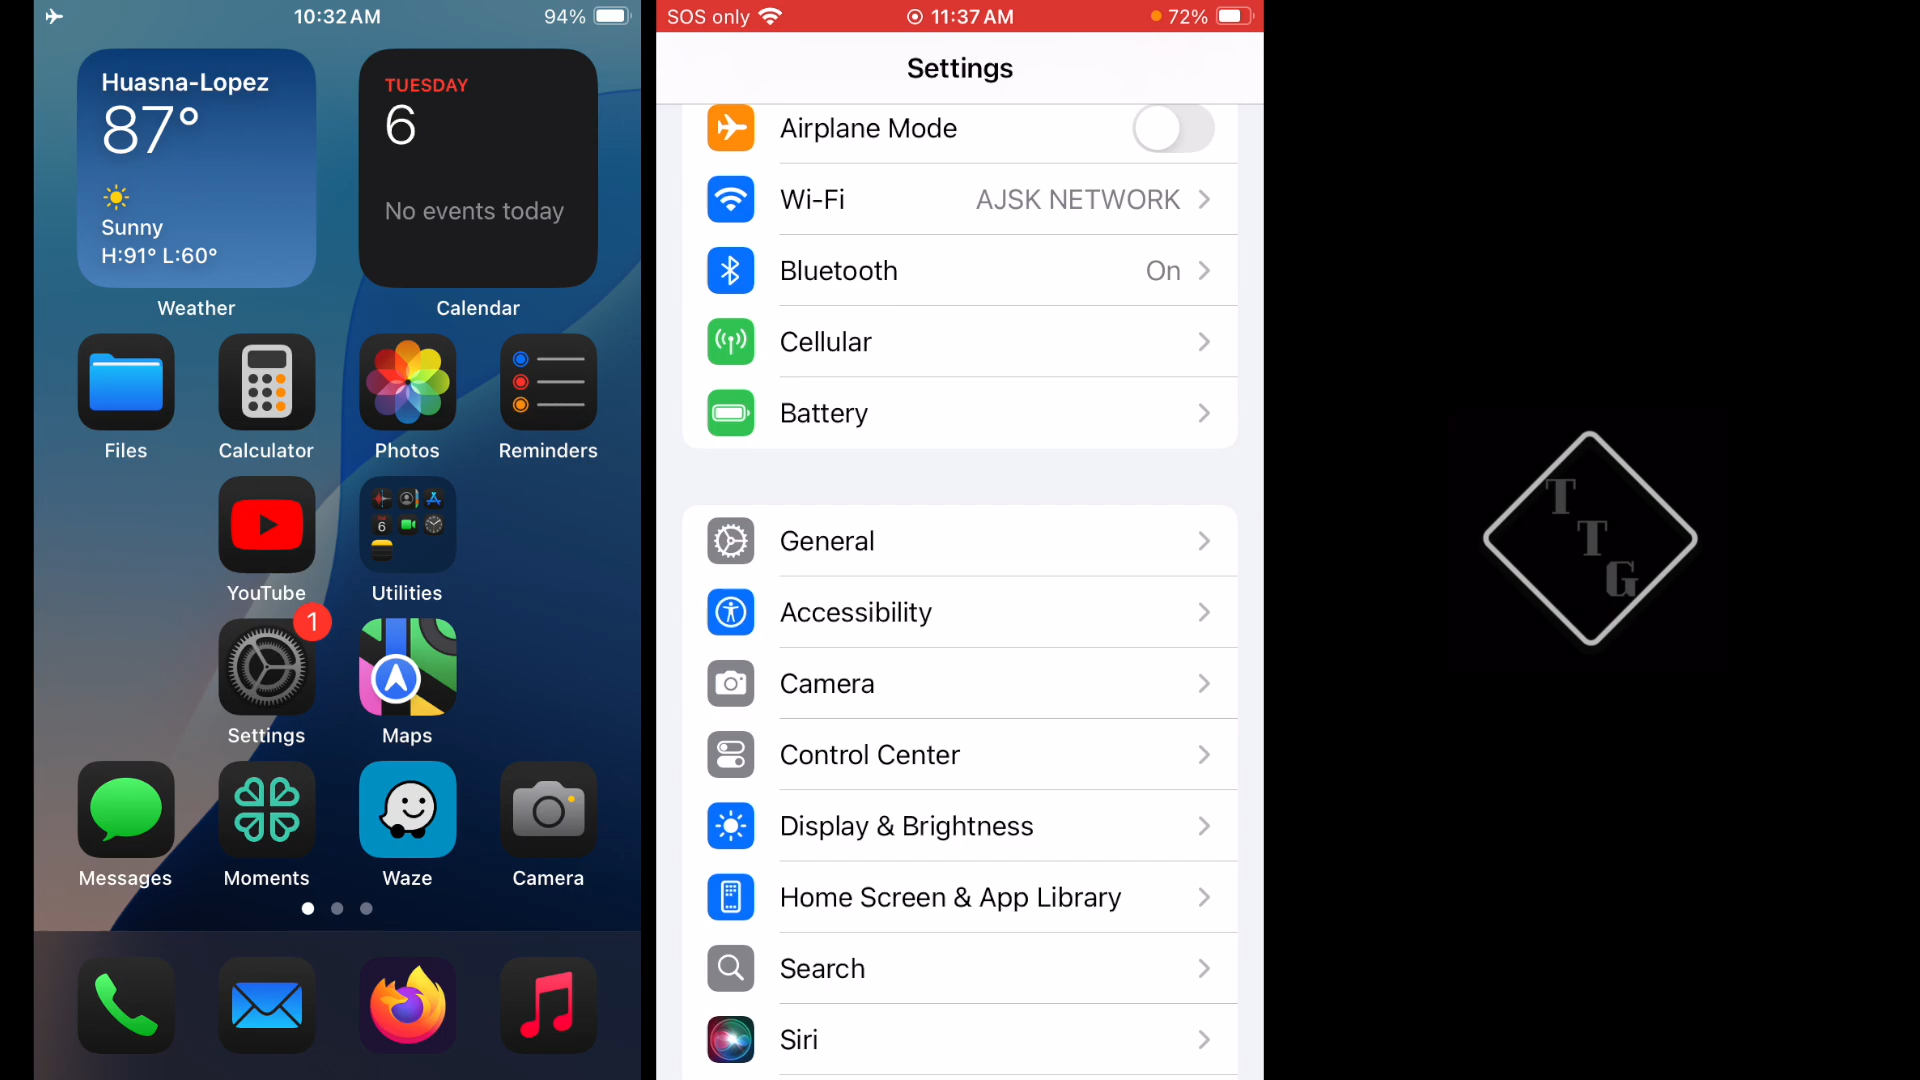 10:32 AM
94%
Huasna-Lopez
87°
Sunny
H:91° L:60°
Weather
TUESDAY
6
No events today
Calendar
Files
Calculator
Photos
Reminders
YouTube
6
Utilities
1
Settings
Maps
Messages
Moments
Waze
Camera
SOS only
11:37 AM
72%
Settings
Airplane Mode
Wi-Fi
AJSK NETWORK
Bluetooth
On
Cellular
Battery
General
Accessibility
Camera
Control Center
Display & Brightness
Home Screen & App Library
Search
Siri
T
T
G